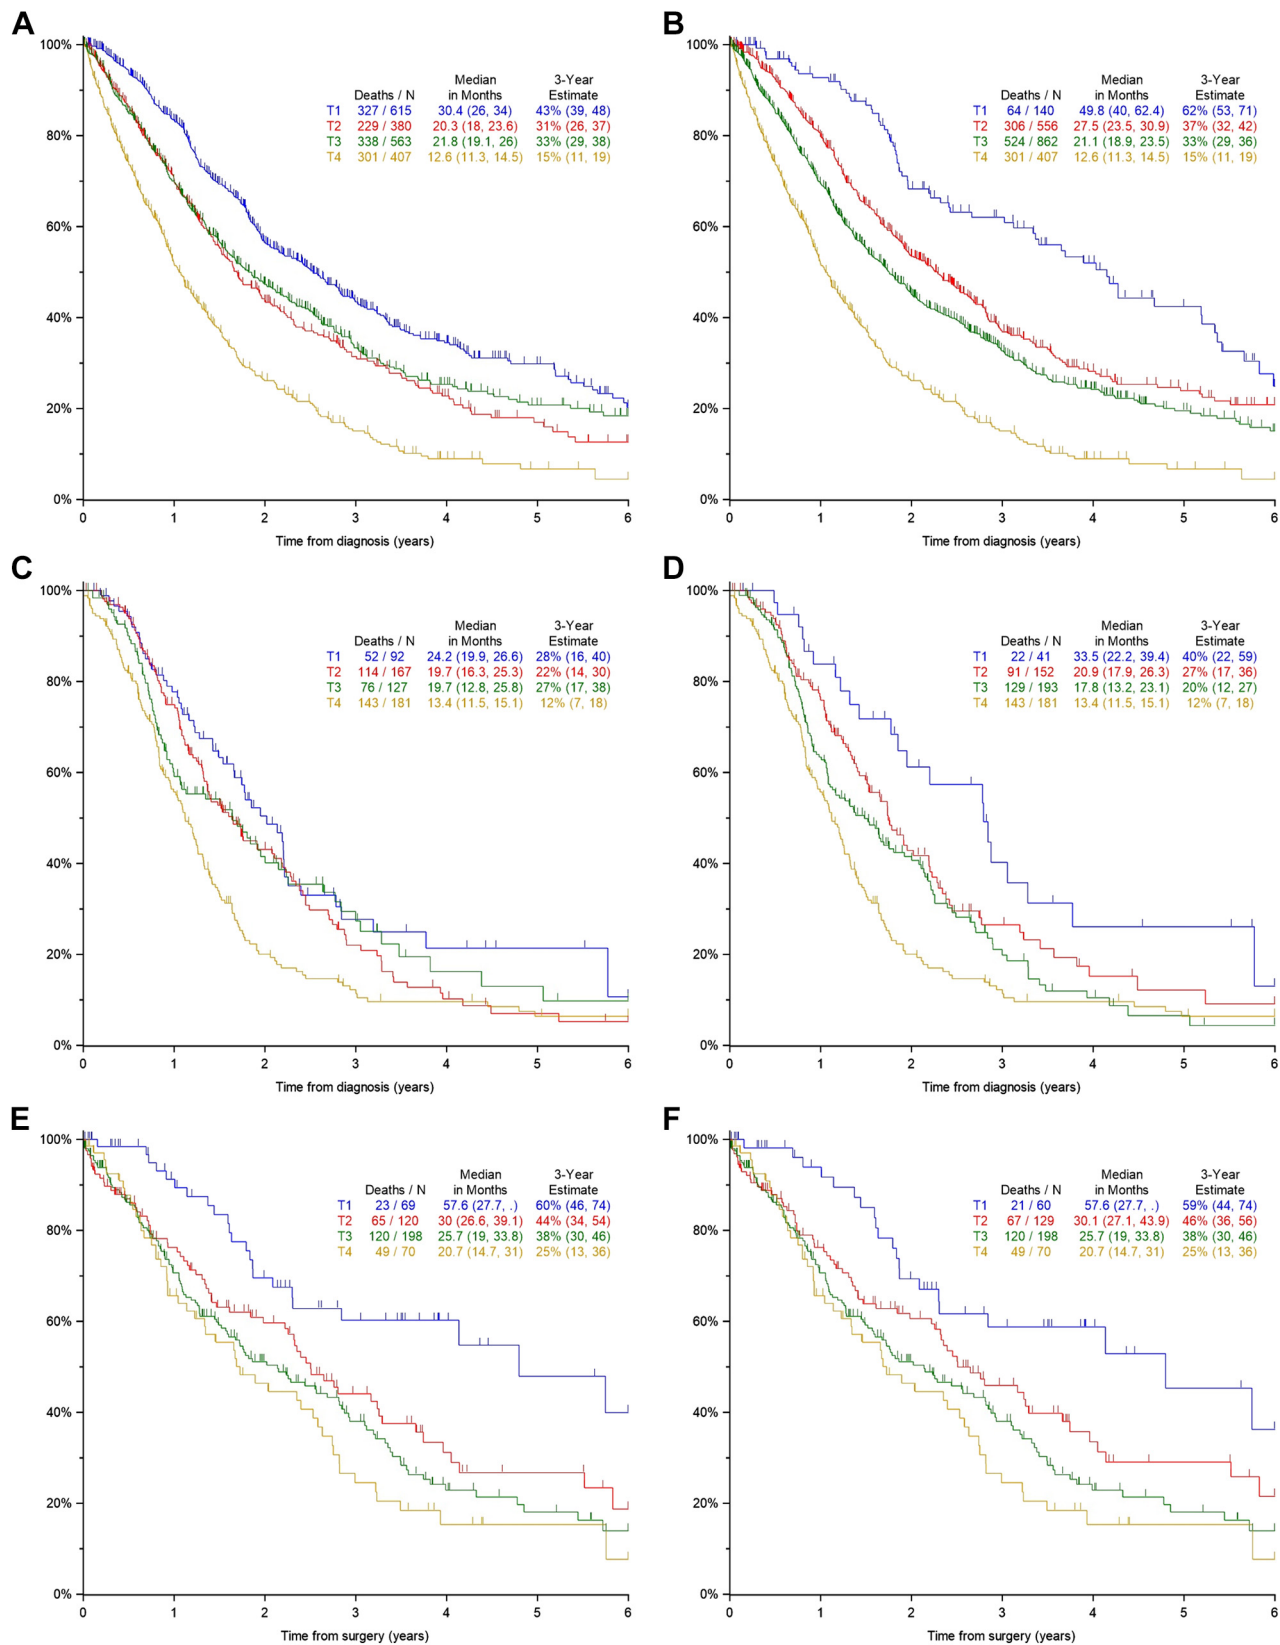 A
100%
80%
60%
40%
20%
0%
0 1 2 3 4 5 6
Time from diagnosis (years)
Median 3-Year
Deaths / N in Months Estimate
T1 327 / 615 30.4 (26, 34) 43% (39, 48)
T2 229 / 380 20.3 (18, 23.6) 31% (26, 37)
T3 338 / 563 21.8 (19.1, 26) 33% (29, 38)
T4 301 / 407 12.6 (11.3, 14.5) 15% (11, 19)
B
100%
80%
60%
40%
20%
0%
0 1 2 3 4 5 6
Time from diagnosis (years)
Median 3-Year
Deaths / N in Months Estimate
T1 64 / 140 49.8 (40, 62.4) 62% (53, 71)
T2 306 / 556 27.5 (23.5, 30.9) 37% (32, 42)
T3 524 / 862 21.1 (18.9, 23.5) 33% (29, 36)
T4 301 / 407 12.6 (11.3, 14.5) 15% (11, 19)
C
100%
80%
60%
40%
20%
0%
0 1 2 3 4 5 6
Time from diagnosis (years)
Median 3-Year
Deaths / N in Months Estimate
T1 52 / 92 24.2 (19.9, 26.6) 28% (16, 40)
T2 114 / 167 19.7 (16.3, 25.3) 22% (14, 30)
T3 76 / 127 19.7 (12.8, 25.8) 27% (17, 38)
T4 143 / 181 13.4 (11.5, 15.1) 12% (7, 18)
D
100%
80%
60%
40%
20%
0%
0 1 2 3 4 5 6
Time from diagnosis (years)
Median 3-Year
Deaths / N in Months Estimate
T1 22 / 41 33.5 (22.2, 39.4) 40% (22, 59)
T2 91 / 152 20.9 (17.9, 26.3) 27% (17, 36)
T3 129 / 193 17.8 (13.2, 23.1) 20% (12, 27)
T4 143 / 181 13.4 (11.5, 15.1) 12% (7, 18)
E
100%
80%
60%
40%
20%
0%
0 1 2 3 4 5 6
Time from surgery (years)
Median 3-Year
Deaths / N in Months Estimate
T1 23 / 69 57.6 (27.7, .) 60% (46, 74)
T2 65 / 120 30 (26.6, 39.1) 44% (34, 54)
T3 120 / 198 25.7 (19, 33.8) 38% (30, 46)
T4 49 / 70 20.7 (14.7, 31) 25% (13, 36)
F
100%
80%
60%
40%
20%
0%
0 1 2 3 4 5 6
Time from surgery (years)
Median 3-Year
Deaths / N in Months Estimate
T1 21 / 60 57.6 (27.7, .) 59% (44, 74)
T2 67 / 129 30.1 (27.1, 43.9) 46% (36, 56)
T3 120 / 198 25.7 (19, 33.8) 38% (30, 46)
T4 49 / 70 20.7 (14.7, 31) 25% (13, 36)